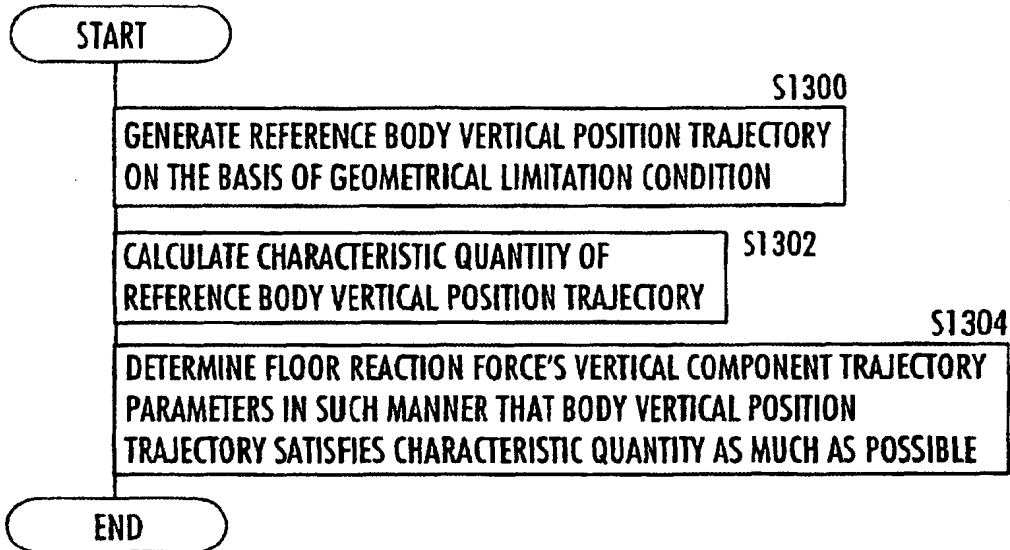 START
S1300
GENERATE REFERENCE BODY VERTICAL POSITION TRAJECTORY
ON THE BASIS OF GEOMETRICAL LIMITATION CONDITION
S1302
CALCULATE CHARACTERISTIC QUANTITY OF
REFERENCE BODY VERTICAL POSITION TRAJECTORY
S1304
DETERMINE FLOOR REACTION FORCE'S VERTICAL COMPONENT TRAJECTORY
PARAMETERS IN SUCH MANNER THAT BODY VERTICAL POSITION
TRAJECTORY SATISFIES CHARACTERISTIC QUANTITY AS MUCH AS POSSIBLE
END